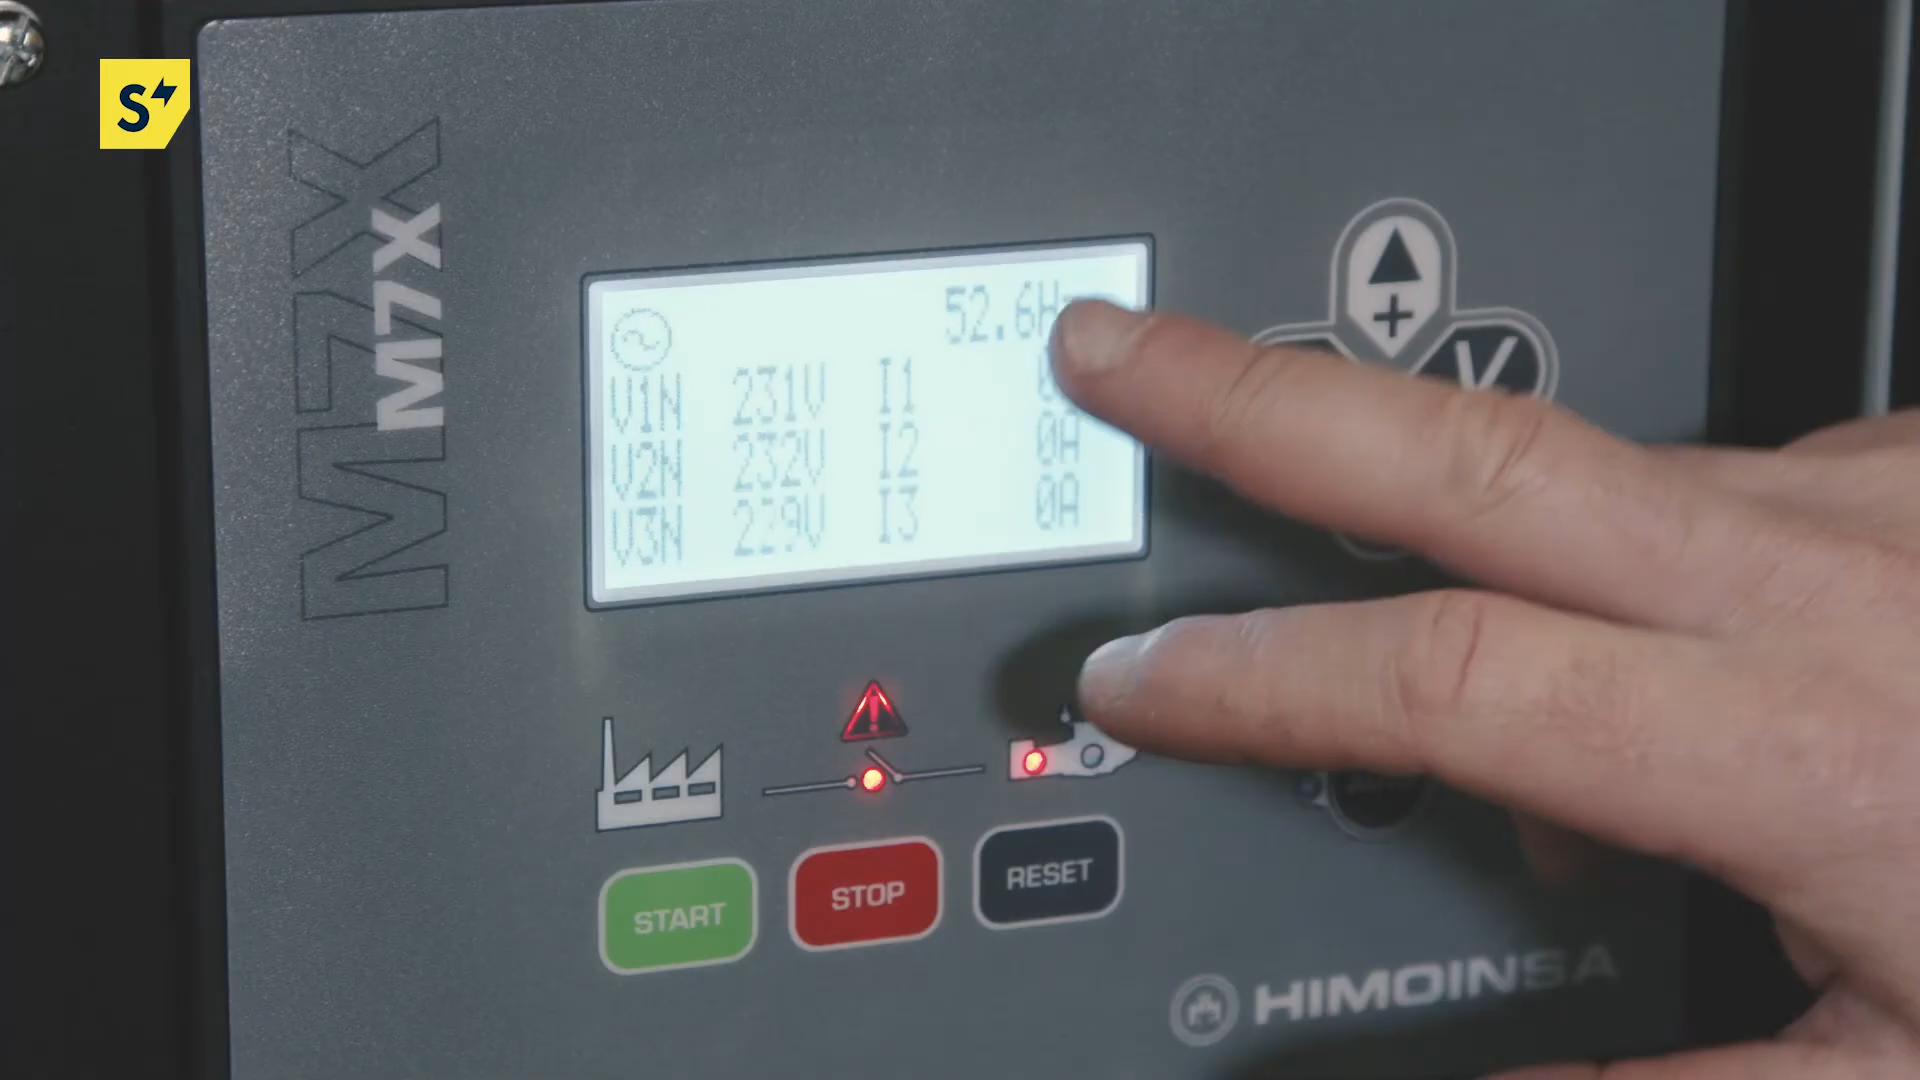 S
M7X
M7X
52.6H
V1N 231V I1
V2N 232V I2 0A
V3N 229V I3 0A
+
V
START
STOP
RESET
HIMOINSA